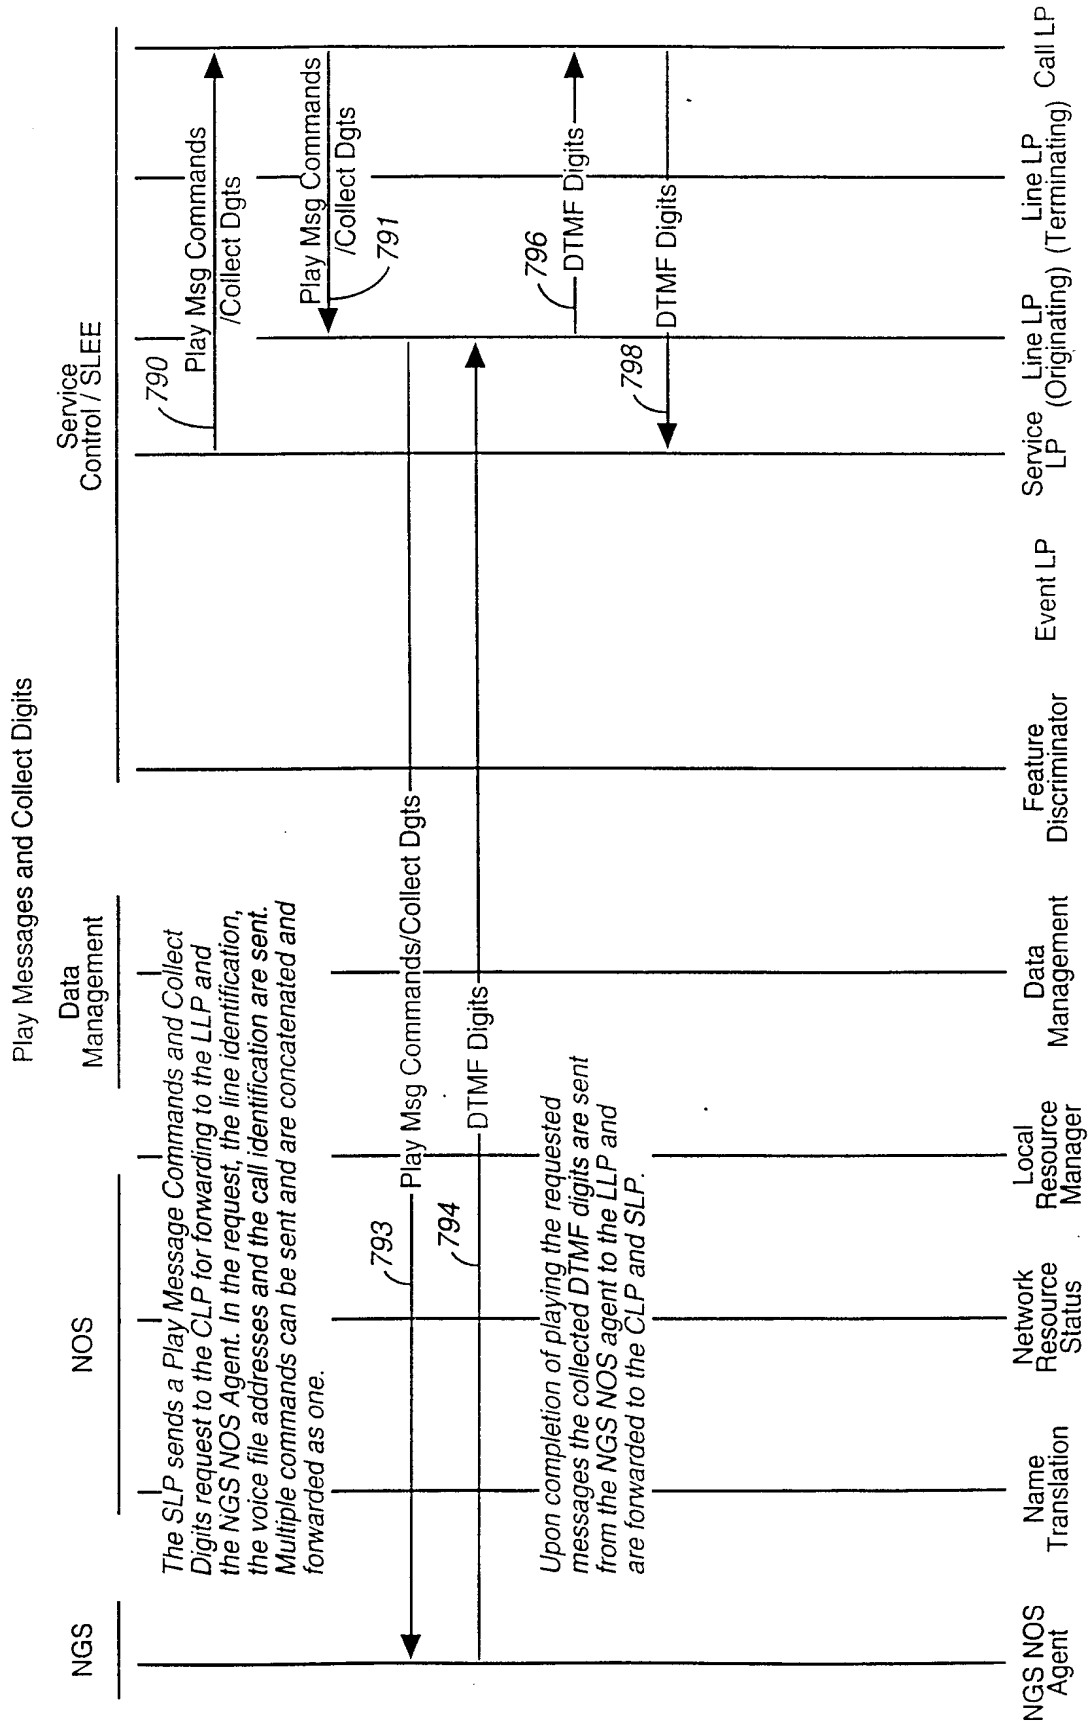 Play Messages and Collect Digits
NGS
NOS
Data
Management
Service
Control / SLEE
The SLP sends a Play Message Commands and Collect
Digits request to the CLP for forwarding to the LLP and
the NGS NOS Agent. In the request, the line identification,
the voice file addresses and the call identification are sent.
Multiple commands can be sent and are concatenated and
forwarded as one.
790
Play Msg Commands
/Collect Dgts
Play Msg Commands
/Collect Dgts
791
793
Play Msg Commands/Collect Dgts
794
DTMF Digits
Upon completion of playing the requested
messages the collected DTMF digits are sent
from the NGS NOS agent to the LLP and
are forwarded to the CLP and SLP.
796
DTMF Digits
798
DTMF Digits
NGS NOS
Agent
Name
Translation
Network
Resource
Status
Local
Resource
Manager
Data
Management
Feature
Discriminator
Event LP
Service
LP
Line LP
(Originating)
Line LP
(Terminating)
Call LP